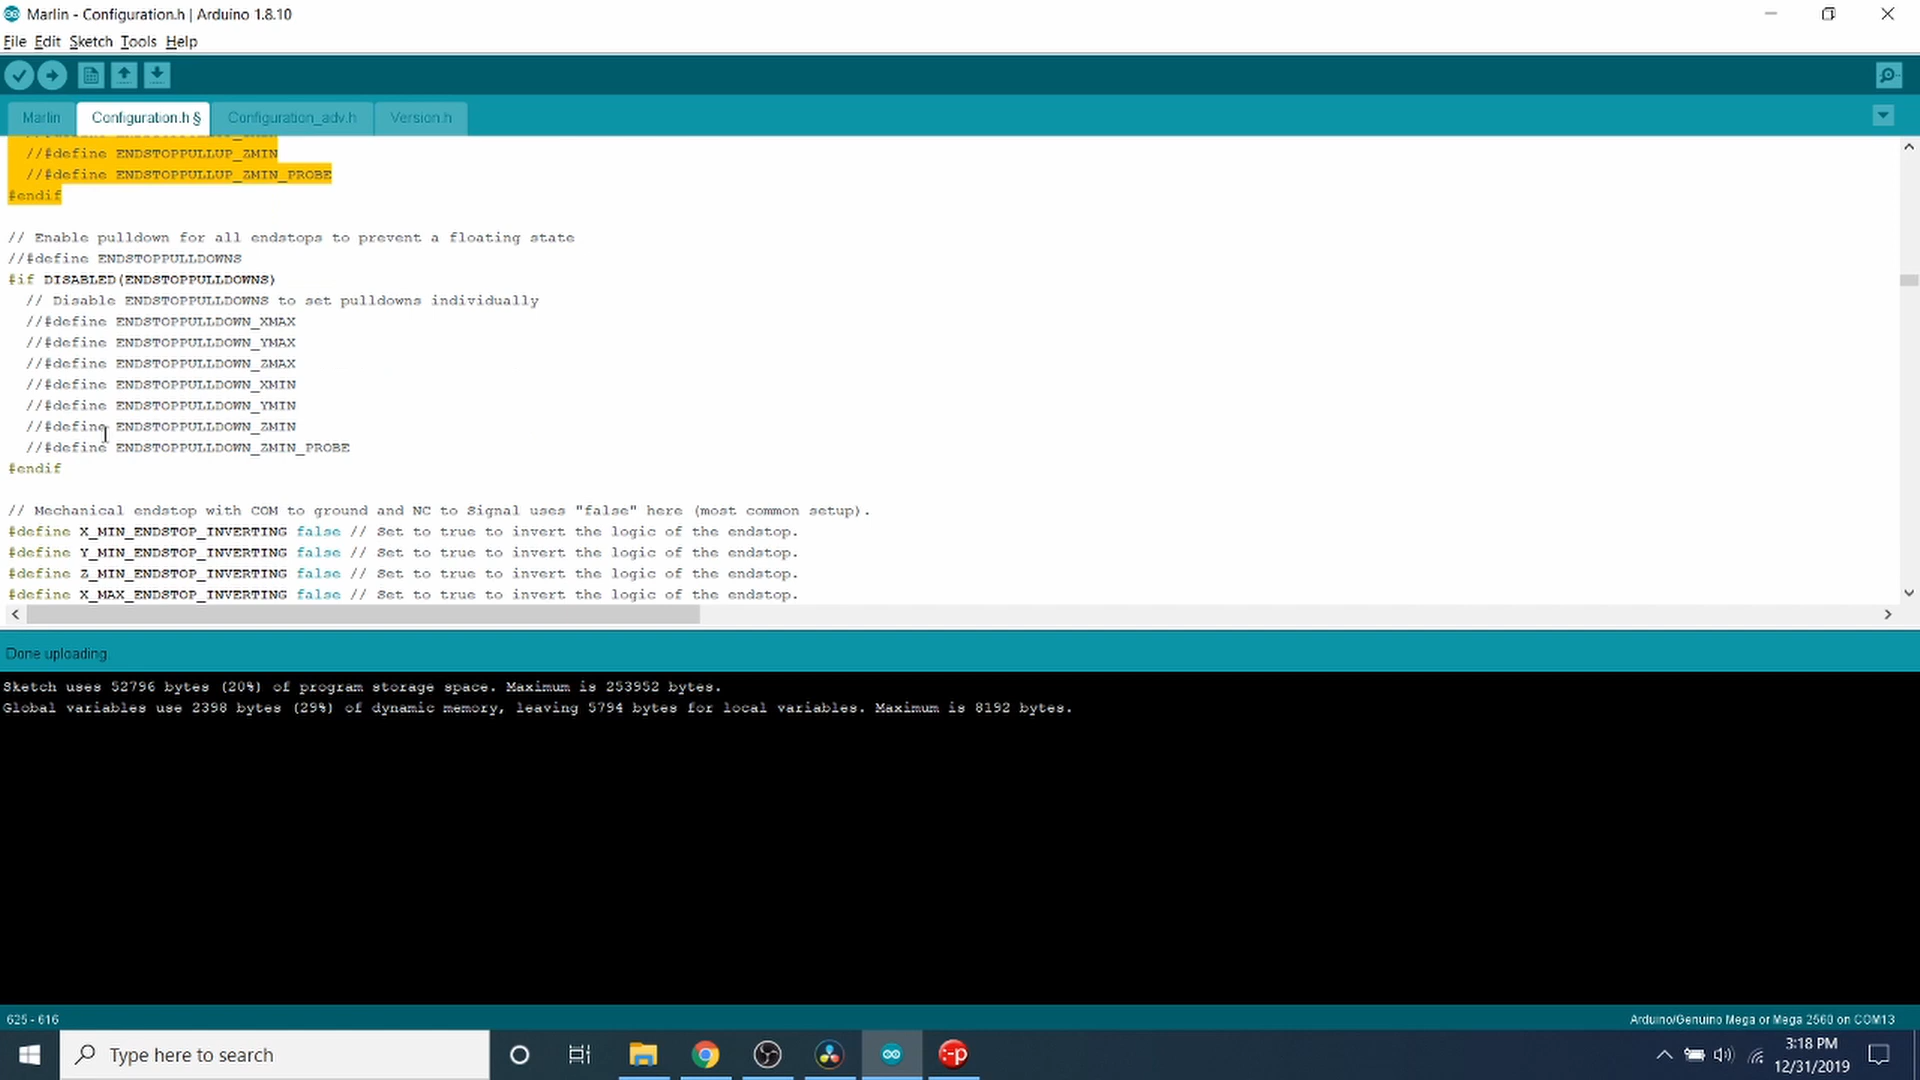 Marlin - Configuration.h | Arduino 1.8.10
File Edit Sketch Tools Help
Marlin Configuration.h § Configuration_adv.h Version.h
//#define ENDSTOPPULLUP_ZMIN
//#define ENDSTOPPULLUP_ZMIN_PROBE
#endif
// Enable pulldown for all endstops to prevent a floating state
//#define ENDSTOPPULLDOWNS
#if DISABLED(ENDSTOPPULLDOWNS)
// Disable ENDSTOPPULLDOWNS to set pulldowns individually
//#define ENDSTOPPULLDOWN_XMAX
//#define ENDSTOPPULLDOWN_YMAX
//#define ENDSTOPPULLDOWN_ZMAX
//#define ENDSTOPPULLDOWN_XMIN
//#define ENDSTOPPULLDOWN_YMIN
//#define ENDSTOPPULLDOWN_ZMIN
//#define ENDSTOPPULLDOWN_ZMIN_PROBE
#endif
// Mechanical endstop with COM to ground and NC to Signal uses "false" here (most common setup).
#define X_MIN_ENDSTOP_INVERTING false // Set to true to invert the logic of the endstop.
#define Y_MIN_ENDSTOP_INVERTING false // Set to true to invert the logic of the endstop.
#define Z_MIN_ENDSTOP_INVERTING false // Set to true to invert the logic of the endstop.
#define X_MAX_ENDSTOP_INVERTING false // Set to true to invert the logic of the endstop.
Done uploading.
Sketch uses 52796 bytes (20%) of program storage space. Maximum is 253952 bytes.
Global variables use 2398 bytes (29%) of dynamic memory, leaving 5794 bytes for local variables. Maximum is 8192 bytes.
625 - 616 Arduino/Genuino Mega or Mega 2560 on COM13
Type here to search
3:18 PM
12/31/2019